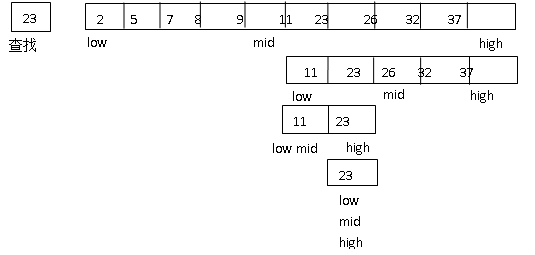 23 2 5 7 8 9 11 23 26 32 37
查找 low mid high
11 23 26 32 37
low mid high
11 23
low mid high
23
low
mid
high